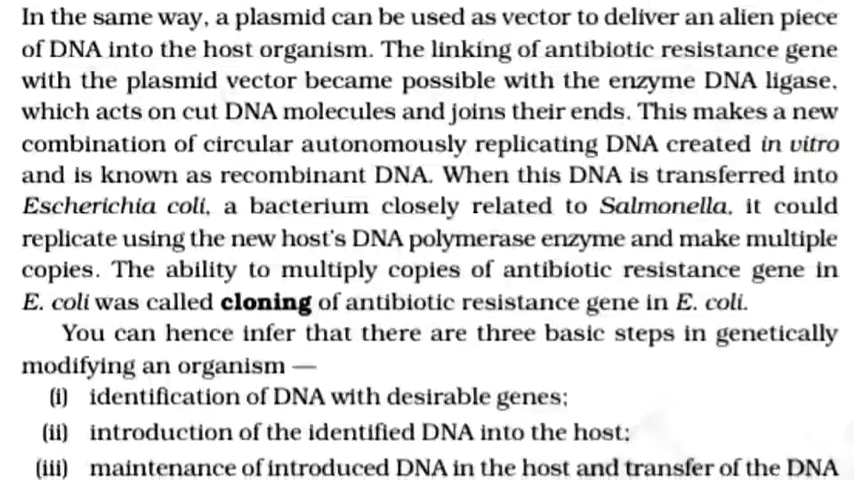 In the same way, a plasmid can be used as vector to deliver an alien piece
of DNA into the host organism. The linking of antibiotic resistance gene
with the plasmid vector became possible with the enzyme DNA ligase,
which acts on cut DNA molecules and joins their ends. This makes a new
combination of circular autonomously replicating DNA created in vitro
and is known as recombinant DNA. When this DNA is transferred into
Escherichia coli, a bacterium closely related to Salmonella, it could
replicate using the new host's DNA polymerase enzyme and make multiple
copies. The ability to multiply copies of antibiotic resistance gene in
E. coli was called cloning of antibiotic resistance gene in E. coli.
You can hence infer that there are three basic steps in genetically
modifying an organism —
(i) identification of DNA with desirable genes;
(ii) introduction of the identified DNA into the host;
(iii) maintenance of introduced DNA in the host and transfer of the DNA